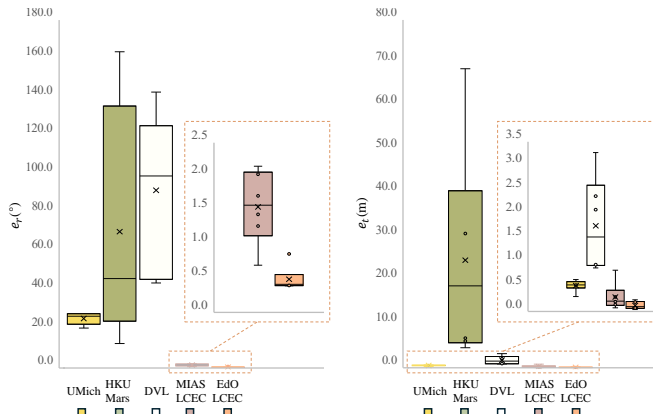 180.0
160.0
140.0
120.0
100.0
80.0
60.0
40.0
20.0
0.0
e_r(°)
2.5
2.0
1.5
1.0
0.5
0.0
UMich
HKU
Mars
DVL
MIAS
LCEC
EdO
LCEC
80.0
70.0
60.0
50.0
40.0
30.0
20.0
10.0
0.0
e_t(m)
3.5
3.0
2.5
2.0
1.5
1.0
0.5
0.0
UMich
HKU
Mars
DVL
MIAS
LCEC
EdO
LCEC